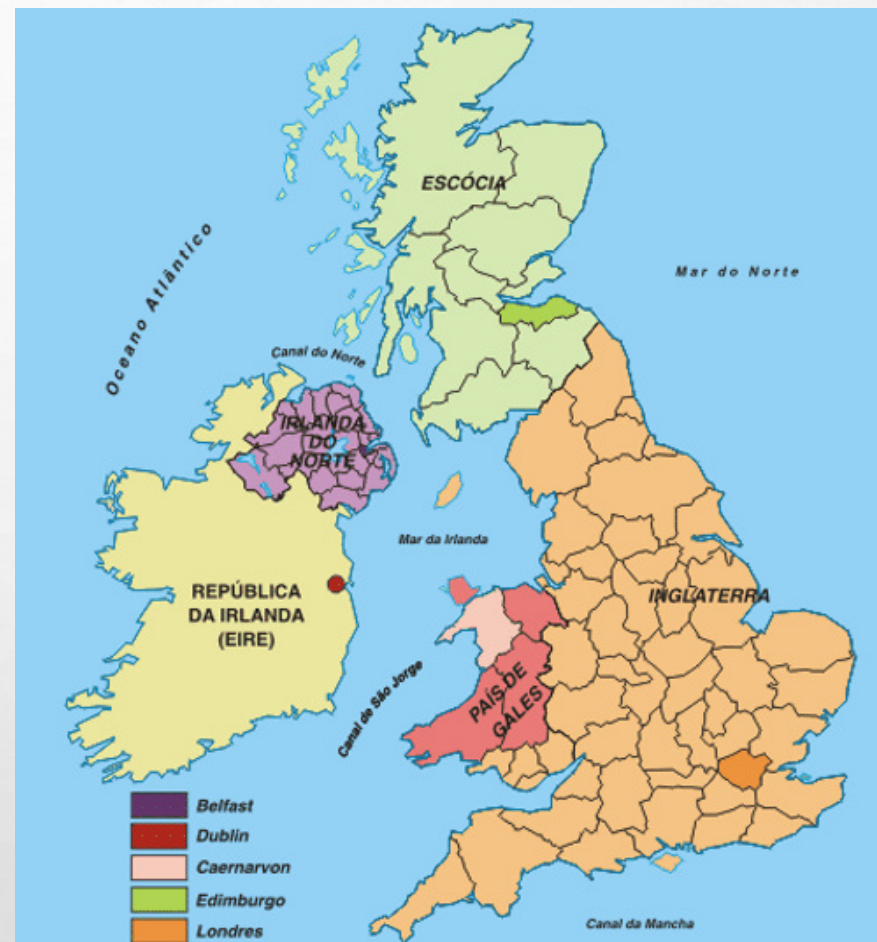 ESCÓCIA
Oceano Atlântico
Mar do Norte
Canal do Norte
IRLANDA
DO
NORTE
Mar da Irlanda
REPÚBLICA
DA IRLANDA
(EIRE)
INGLATERRA
Canal de São Jorge
PAÍS DE
GALES
Belfast
Dublin
Caernarvon
Edimburgo
Londres
Canal da Mancha